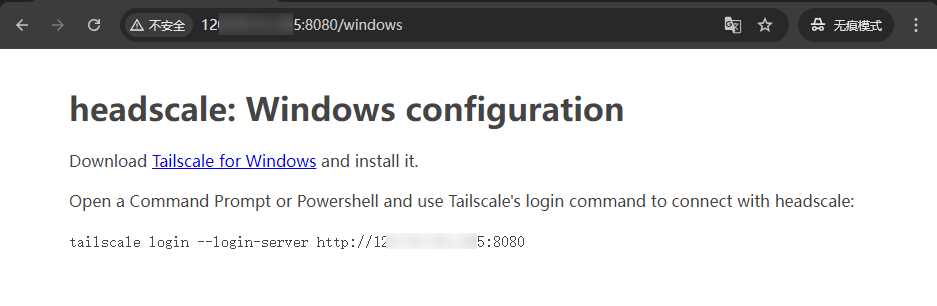 不安全 12 5:8080/windows 无痕模式
headscale: Windows configuration
Download Tailscale for Windows and install it.
Open a Command Prompt or Powershell and use Tailscale's login command to connect with headscale:
tailscale login --login-server http://12 5:8080